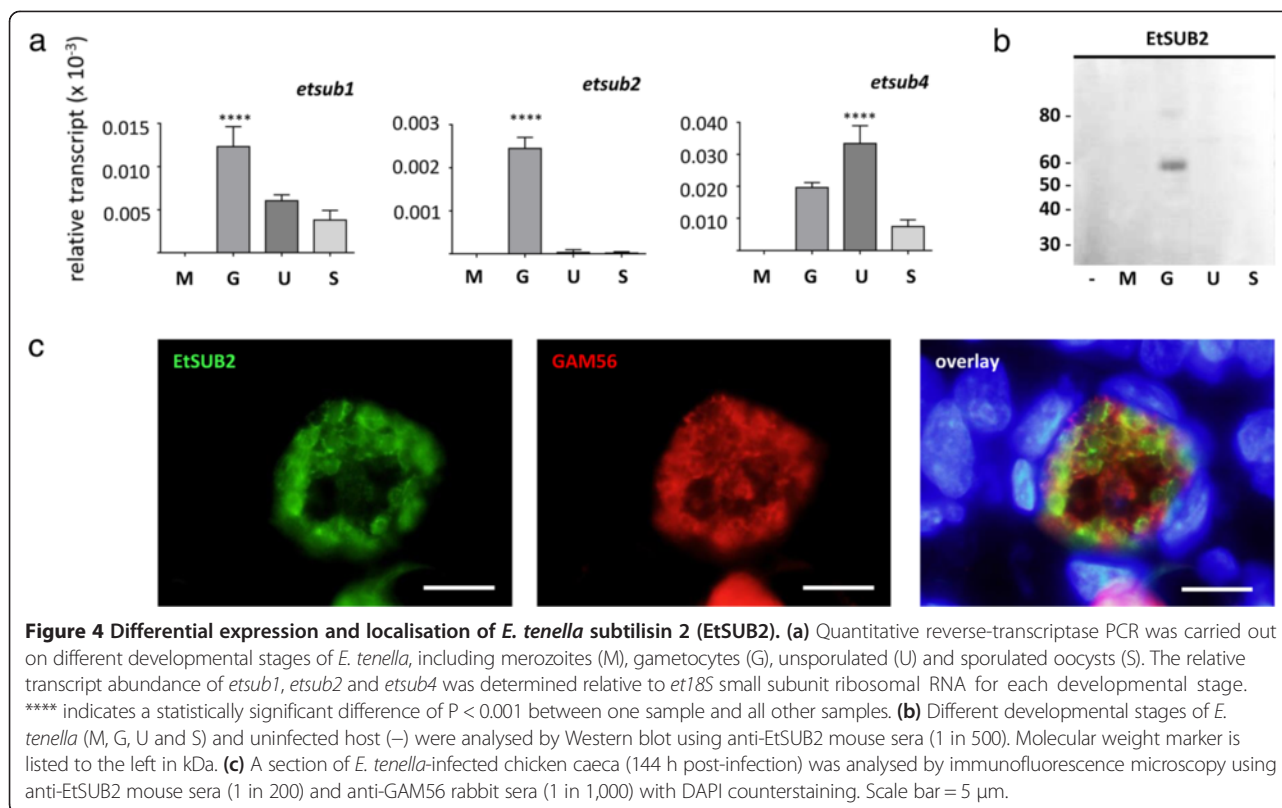 a
b
relative transcript (x 10⁻³)
etsub1
****
0.015
0.010
0.005
M G U S
etsub2
****
0.003
0.002
0.001
M G U S
etsub4
****
0.040
0.030
0.020
0.010
M G U S
EtSUB2
80 -
60 -
50 -
40 -
30 -
- M G U S
c
EtSUB2
GAM56
overlay
Figure 4 Differential expression and localisation of E. tenella subtilisin 2 (EtSUB2). (a) Quantitative reverse-transcriptase PCR was carried out
on different developmental stages of E. tenella, including merozoites (M), gametocytes (G), unsporulated (U) and sporulated oocysts (S). The relative
transcript abundance of etsub1, etsub2 and etsub4 was determined relative to et18S small subunit ribosomal RNA for each developmental stage.
**** indicates a statistically significant difference of P < 0.001 between one sample and all other samples. (b) Different developmental stages of E.
tenella (M, G, U and S) and uninfected host (−) were analysed by Western blot using anti-EtSUB2 mouse sera (1 in 500). Molecular weight marker is
listed to the left in kDa. (c) A section of E. tenella-infected chicken caeca (144 h post-infection) was analysed by immunofluorescence microscopy using
anti-EtSUB2 mouse sera (1 in 200) and anti-GAM56 rabbit sera (1 in 1,000) with DAPI counterstaining. Scale bar = 5 μm.